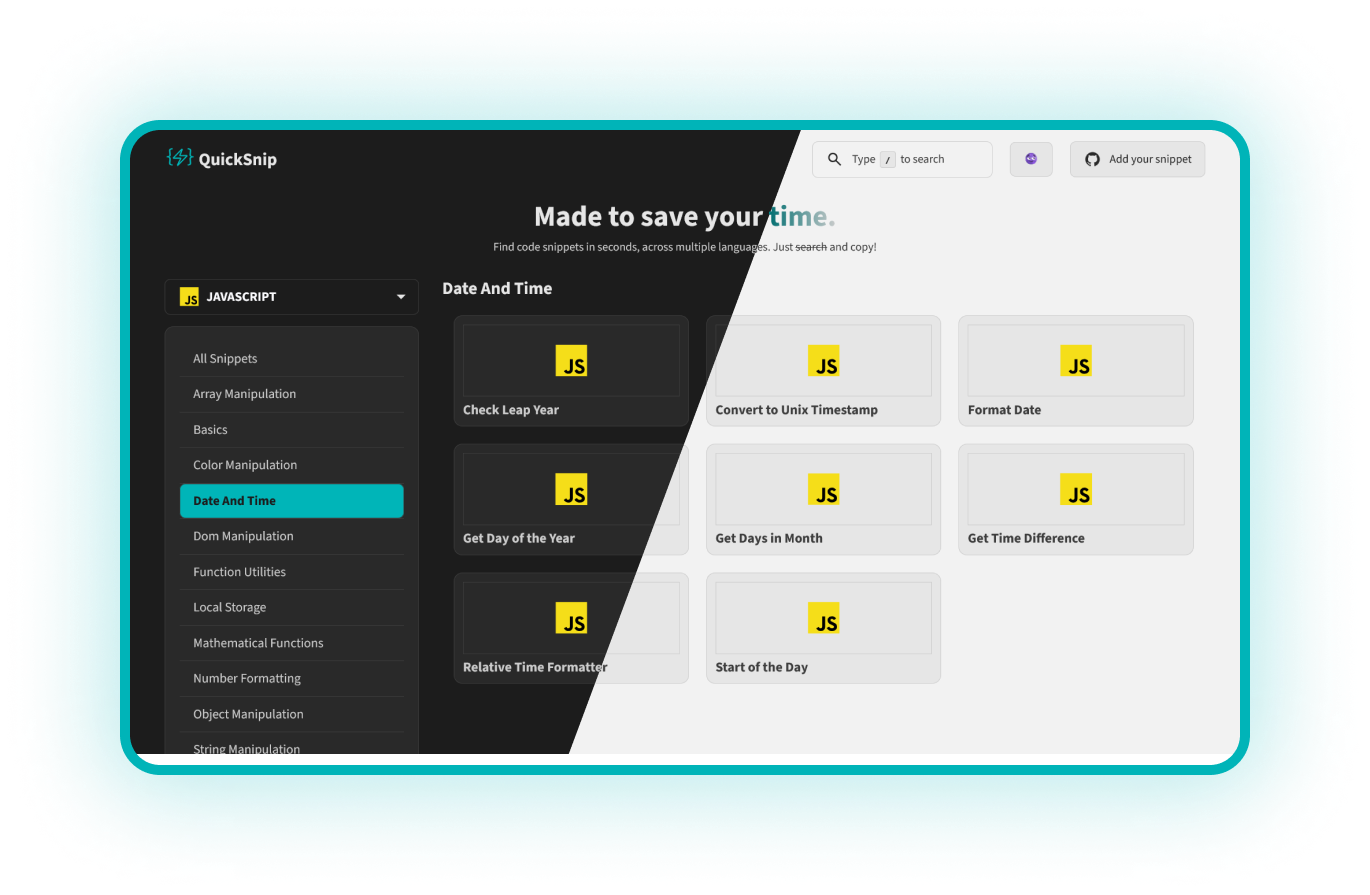 QuickSnip
Type / to search
Add your snippet
Made to save your time.
Find code snippets in seconds, across multiple languages. Just search and copy!
JS JAVASCRIPT
All Snippets
Array Manipulation
Basics
Color Manipulation
Date And Time
Dom Manipulation
Function Utilities
Local Storage
Mathematical Functions
Number Formatting
Object Manipulation
String Manipulation
Date And Time
JS
Check Leap Year
JS
Convert to Unix Timestamp
JS
Format Date
JS
Get Day of the Year
JS
Get Days in Month
JS
Get Time Difference
JS
Relative Time Formatter
JS
Start of the Day